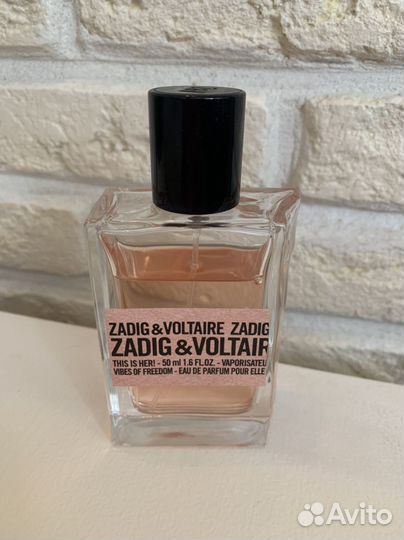 ZADIG&VOLTAIRE ZADIG
ZADIG&VOLTAIR
THIS IS HER! - 50 ml 1.6 FL.OZ. - VAPORISATEU
VIBES OF FREEDOM - EAU DE PARFUM POUR ELLE
Avito